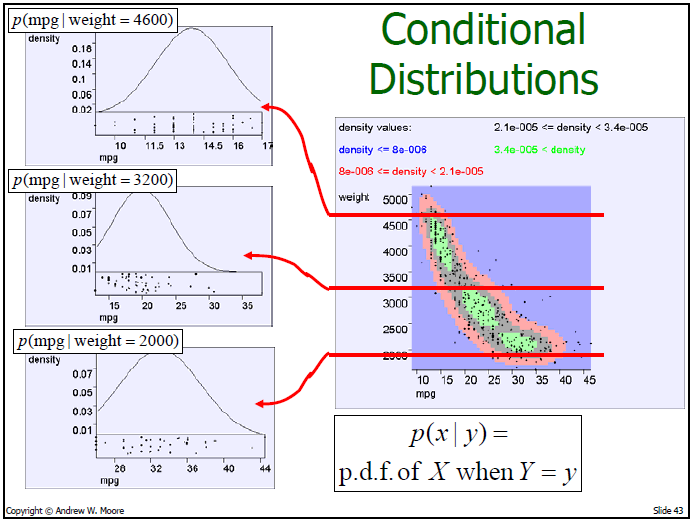 Conditional
Distributions
p(mpg | weight = 4600)
density
0.18
0.14
0.1
0.06
0.02
10 11.5 13 14.5 16 17
mpg
p(mpg | weight = 3200)
density
0.09
0.07
0.05
0.03
0.01
15 20 25 30 35
mpg
p(mpg | weight = 2000)
density
0.07
0.05
0.03
0.01
28 32 36 40 44
mpg
density values: 2.1e-005 <= density < 3.4e-005
density <= 8e-006 3.4e-005 < density
8e-006 <= density < 2.1e-005
weight
5000
4500
4000
3500
3000
2500
10 15 20 25 30 35 40 45
mpg
p(x | y) =
p.d.f. of X when Y = y
Copyright © Andrew W. Moore
Slide 43